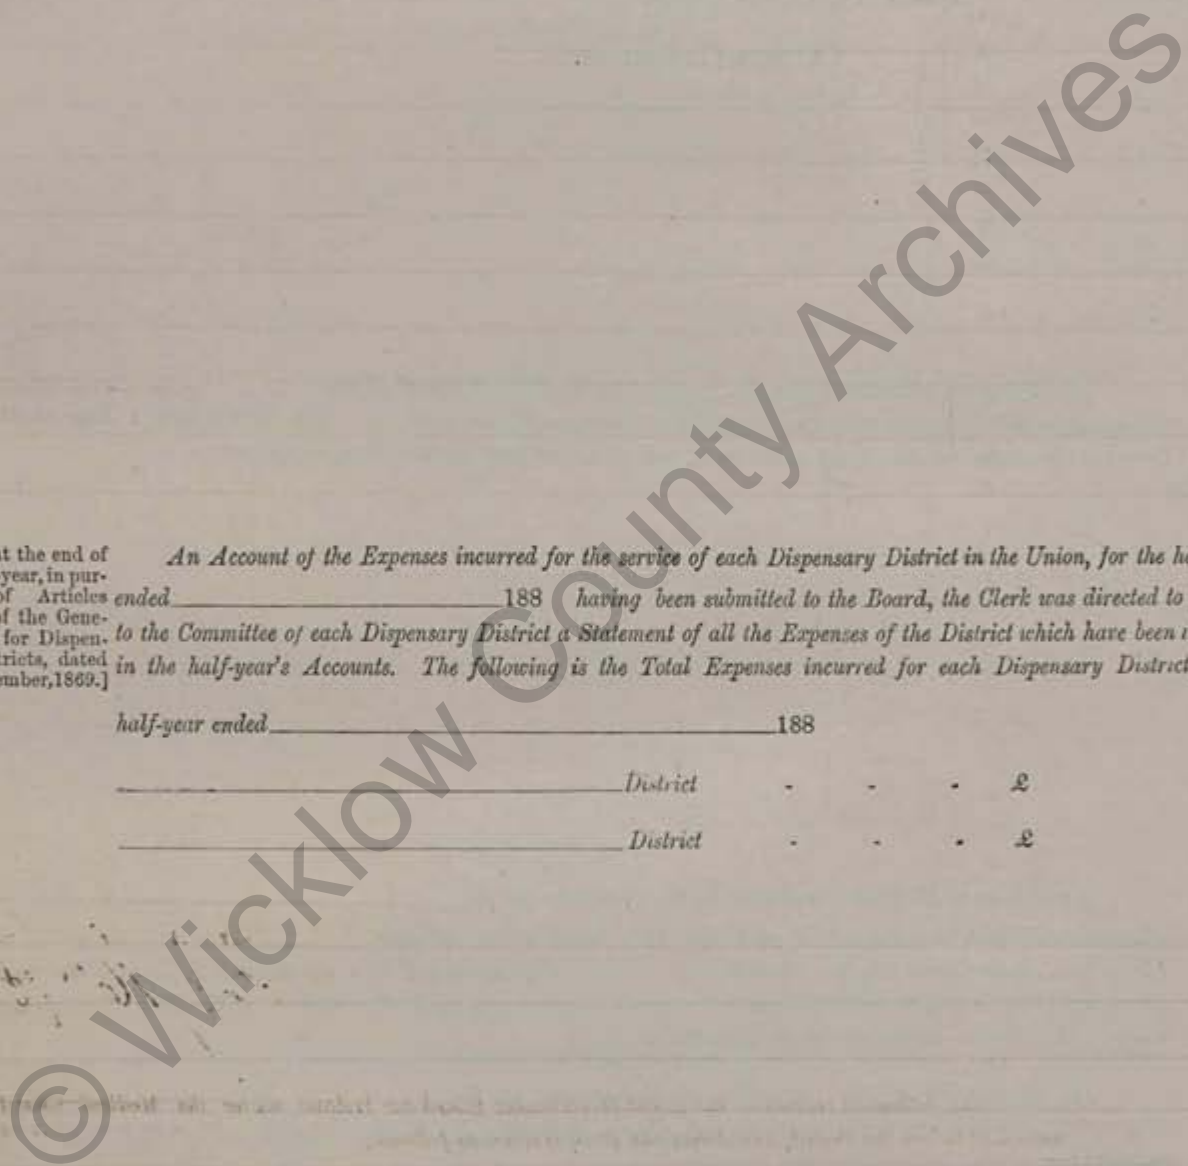 t the end of
year, in pur-
of Articles
of the Gene-
for Dispen-
tricts, dated
ember, 1869.]
An Account of the Expenses incurred for the service of each Dispensary District in the Union, for the h
ended 188 having been submitted to the Board, the Clerk was directed to
to the Committee of each Dispensary District a Statement of all the Expenses of the District which have been
in the half-year's Accounts. The following is the Total Expenses incurred for each Dispensary District
half-year ended 188
District - - - £
District - - - £
© Wicklow County Archives